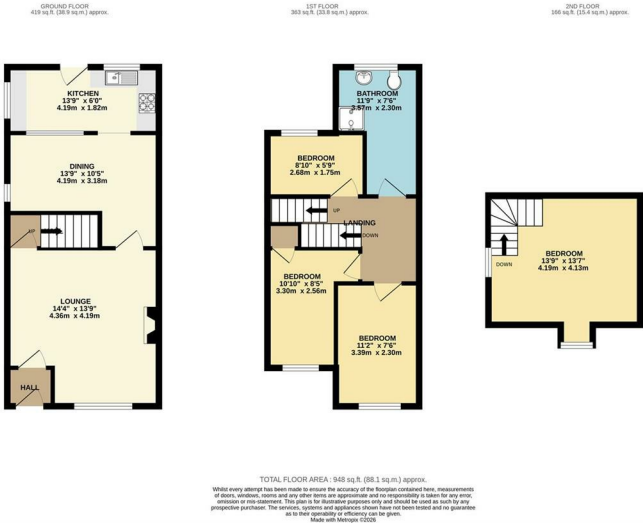 GROUND FLOOR
419 sq.ft. (38.9 sq.m.) approx.
KITCHEN
13'9" x 6'0"
4.19m x 1.82m
DINING
13'9" x 10'5"
4.19m x 3.18m
UP
LOUNGE
14'4" x 13'9"
4.36m x 4.19m
HALL
1ST FLOOR
363 sq.ft. (33.8 sq.m.) approx.
BATHROOM
11'9" x 7'6"
3.57m x 2.30m
BEDROOM
8'10" x 5'9"
2.68m x 1.75m
UP
LANDING
DOWN
BEDROOM
10'10" x 8'5"
3.30m x 2.56m
BEDROOM
11'2" x 7'6"
3.39m x 2.30m
2ND FLOOR
166 sq.ft. (15.4 sq.m.) approx.
BEDROOM
13'9" x 13'7"
4.19m x 4.13m
DOWN
TOTAL FLOOR AREA : 948 sq.ft. (88.1 sq.m.) approx.
Whilst every attempt has been made to ensure the accuracy of the floorplan contained here, measurements
of doors, windows, rooms and any other items are approximate and no responsibility is taken for any error,
omission or mis-statement. This plan is for illustrative purposes only and should be used as such by any
prospective purchaser. The services, systems and appliances shown have not been tested and no guarantee
as to their operability or efficiency can be given.
Made with Metropix ©2026